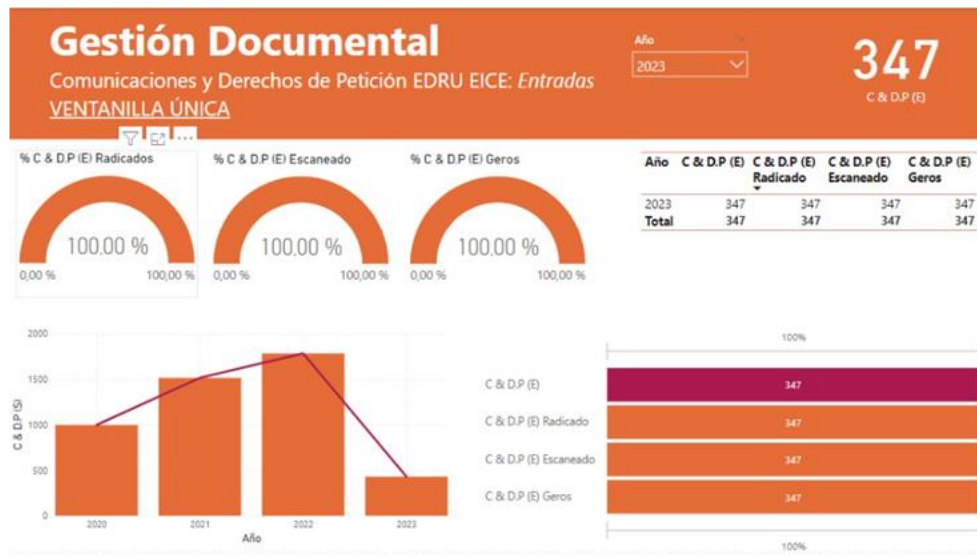 Gestión Documental
Comunicaciones y Derechos de Petición EDRU EICE: Entradas
VENTANILLA ÚNICA
Año
2023
347
C & D.P (E)
% C & D.P (E) Radicados
100.00 %
0,00 %
100,00 %
% C & D.P (E) Escaneado
100.00 %
0,00 %
100,00 %
% C & D.P (E) Geros
100.00 %
0,00 %
100,00 %
Año C & D.P (E) C & D.P (E) Radicado C & D.P (E) Escaneado C & D.P (E) Geros
2023 347 347 347 347
Total 347 347 347 347
C & D.P (S)
2000
1500
1000
500
0
2020 2021 2022 2023
Año
100%
C & D.P (E) 347
C & D.P (E) Radicado 347
C & D.P (E) Escaneado 347
C & D.P (E) Geros 347
100%